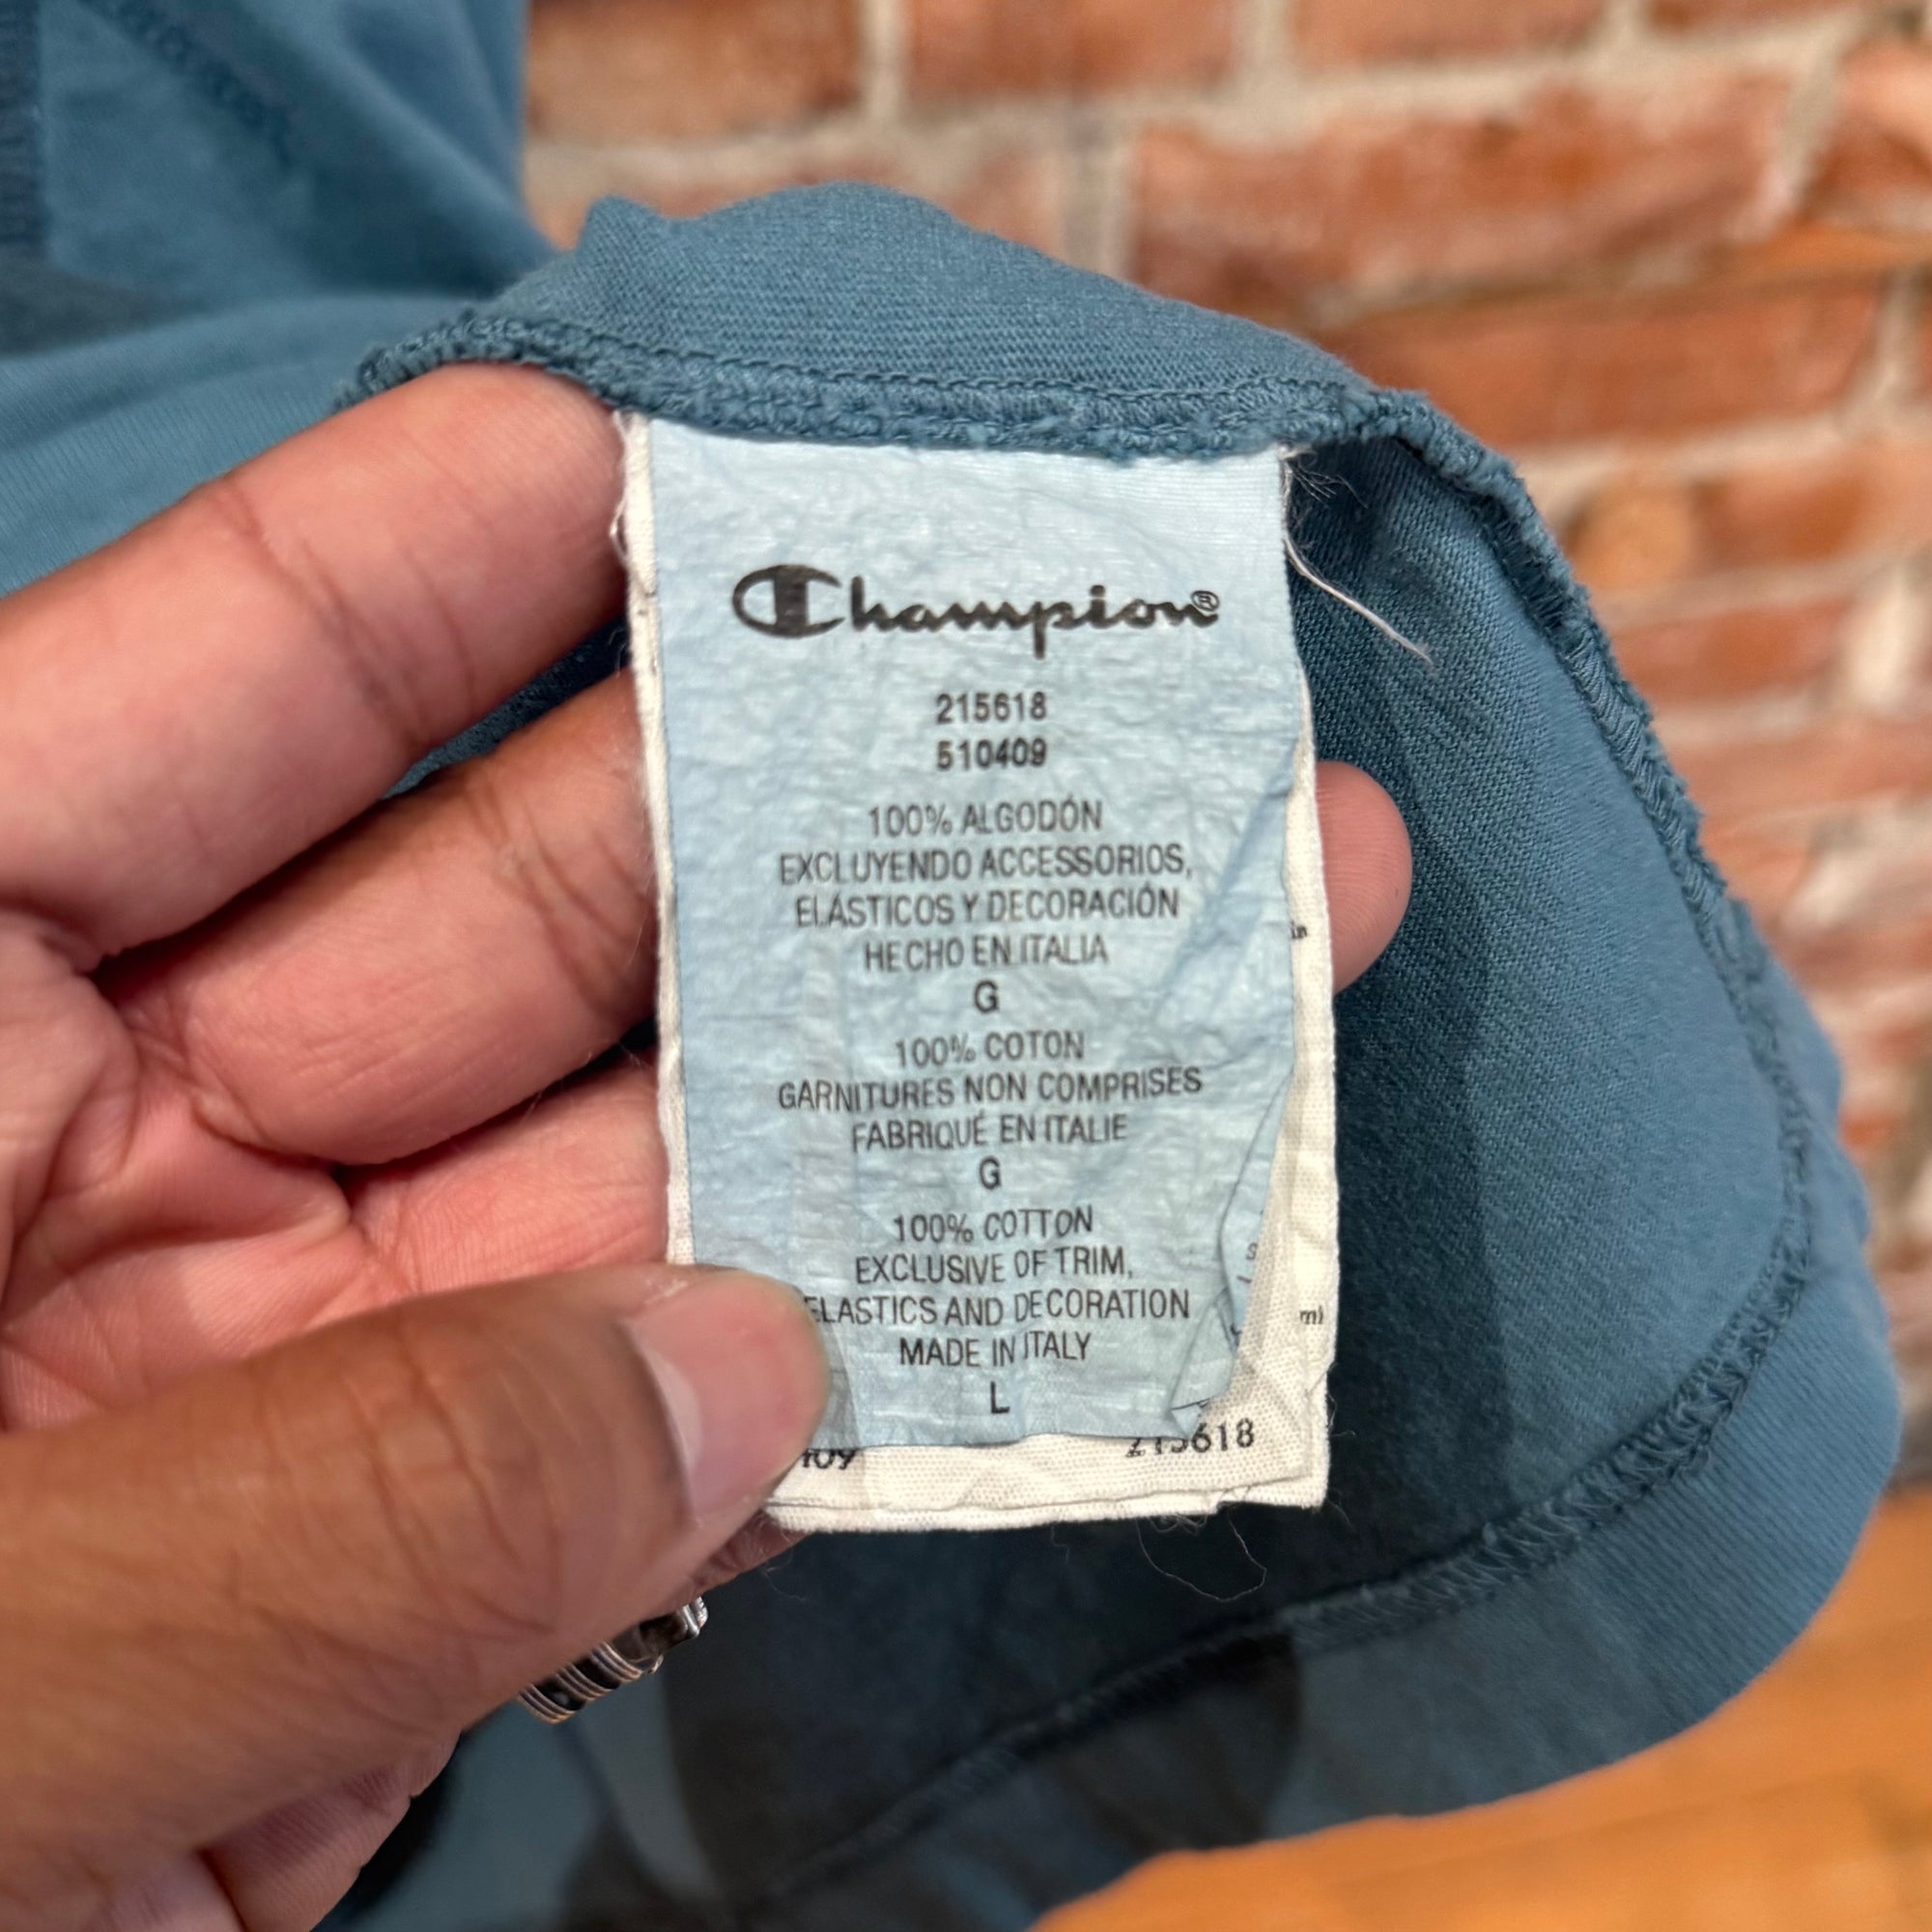 Champion®
215618
510409
100% ALGODÓN
EXCLUYENDO ACCESSORIOS,
ELÁSTICOS Y DECORACIÓN
HECHO EN ITALIA
G
100% COTON
GARNITURES NON COMPRISES
FABRIQUÉ EN ITALIE
G
100% COTTON
EXCLUSIVE OF TRIM,
ELASTICS AND DECORATION
MADE IN ITALY
L
215618